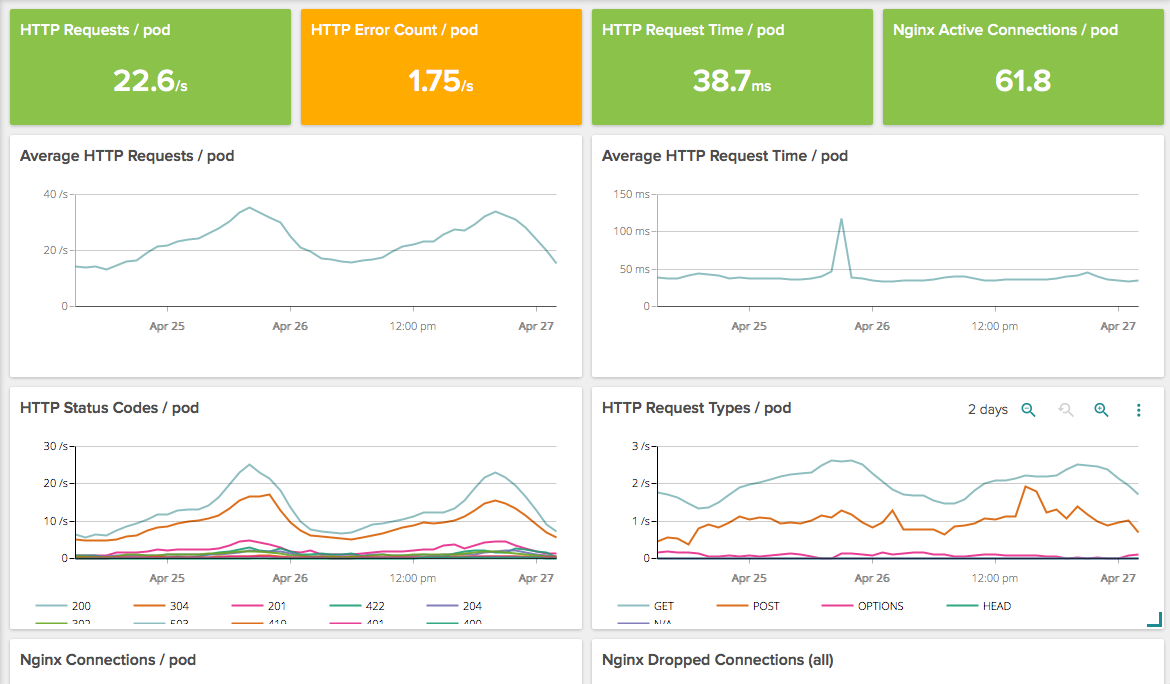 HTTP Requests / pod
22.6/s
HTTP Error Count / pod
1.75/s
HTTP Request Time / pod
38.7ms
Nginx Active Connections / pod
61.8
Average HTTP Requests / pod
40 /s
20 /s
0
Apr 25 Apr 26 12:00 pm Apr 27
Average HTTP Request Time / pod
150 ms
100 ms
50 ms
0
Apr 25 Apr 26 12:00 pm Apr 27
HTTP Status Codes / pod
30 /s
20 /s
10 /s
0
Apr 25 Apr 26 12:00 pm Apr 27
200 304 201 422 204
302 503 410 401 400
HTTP Request Types / pod
2 days
3 /s
2 /s
1 /s
0
Apr 25 Apr 26 12:00 pm Apr 27
GET POST OPTIONS HEAD
N/A
Nginx Connections / pod
Nginx Dropped Connections (all)